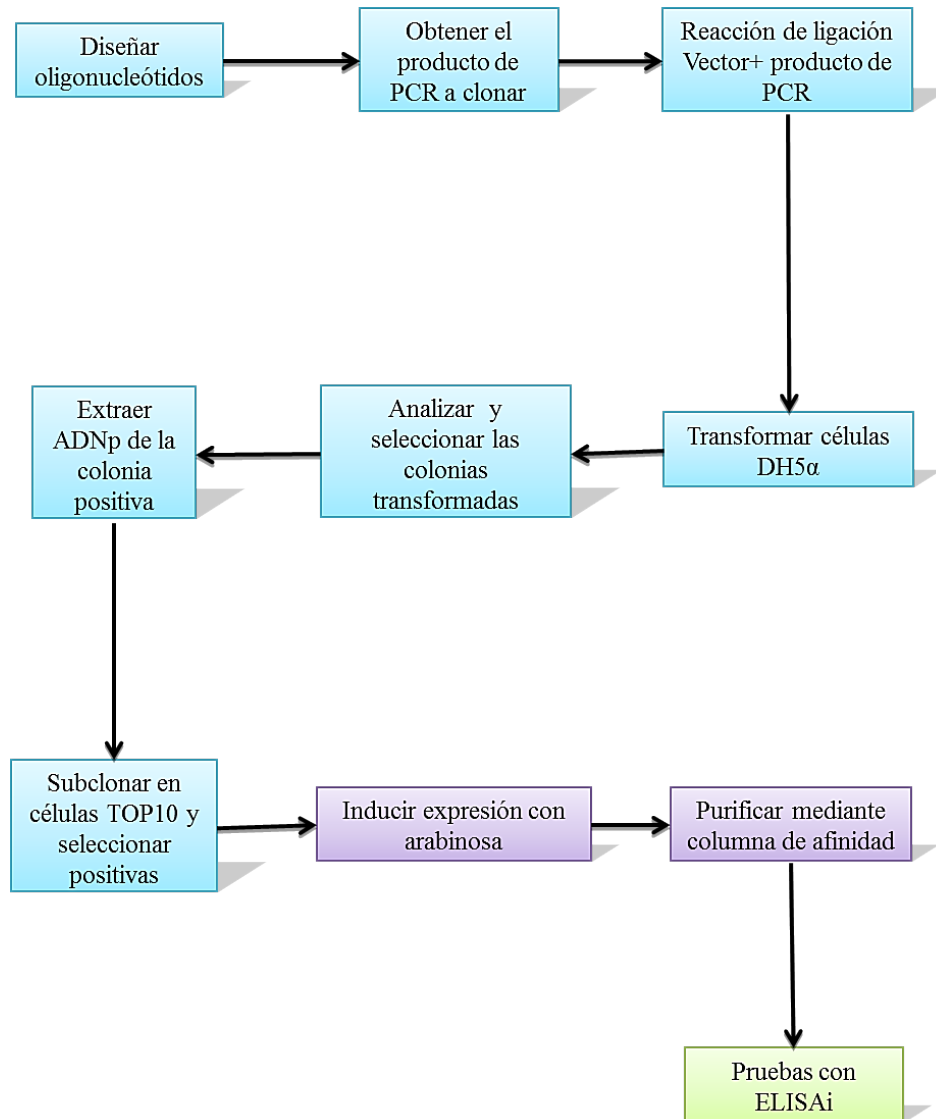 Diseñar
oligonucleótidos
Obtener el
producto de
PCR a clonar
Reacción de ligación
Vector+ producto de
PCR
Transformar células
DH5α
Analizar y
seleccionar las
colonias
transformadas
Extraer
ADNp de la
colonia
positiva
Subclonar en
células TOP10 y
seleccionar
positivas
Inducir expresión con
arabinosa
Purificar mediante
columna de afinidad
Pruebas con
ELISAi